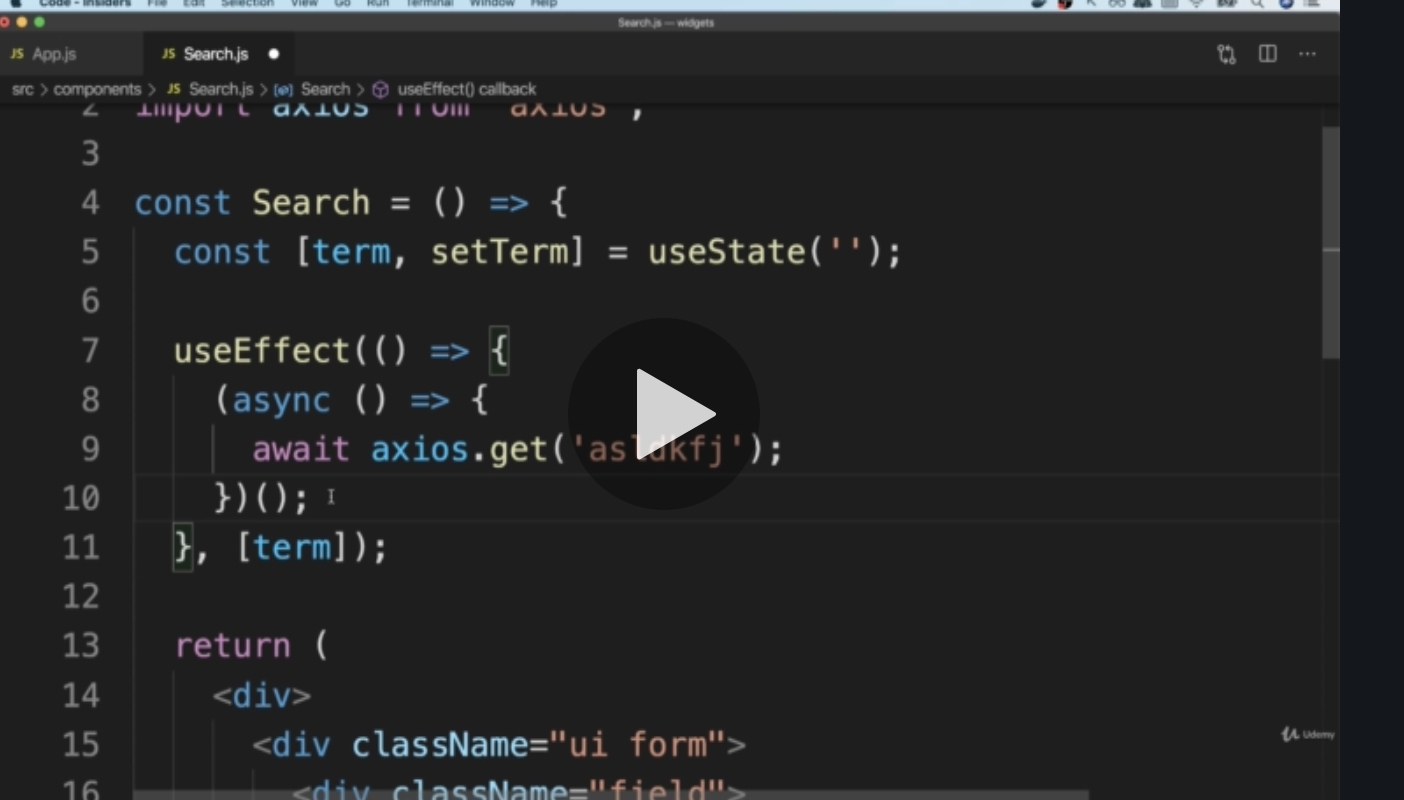 Code - Insiders File Edit Selection View Go Run Terminal Window Help
Search.js — widgets
JS App.js JS Search.js
src > components > JS Search.js > Search > useEffect() callback
2 import axios from 'axios';
3
4 const Search = () => {
5 const [term, setTerm] = useState('');
6
7 useEffect(() => {
8 (async () => {
9 await axios.get('asldkfj');
10 })();
11 }, [term]);
12
13 return (
14 <div>
15 <div className="ui form">
16 <div className="field">
Udemy